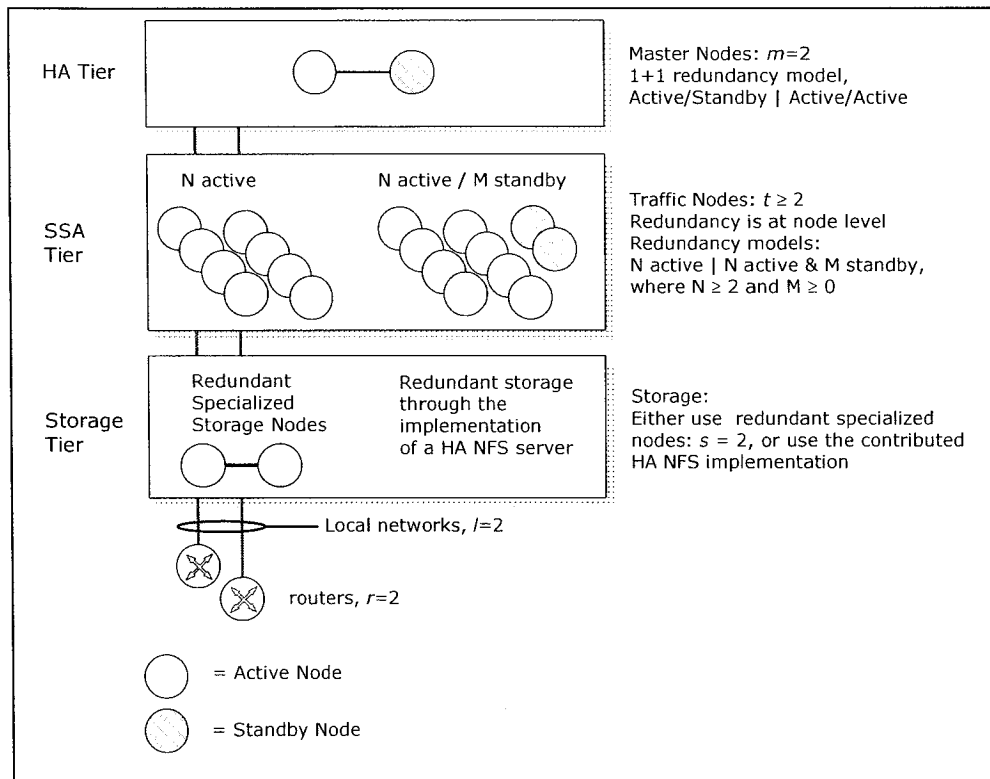 HA Tier
Master Nodes: m=2
1+1 redundancy model,
Active/Standby | Active/Active
SSA
Tier
N active
N active / M standby
Traffic Nodes: t ≥ 2
Redundancy is at node level
Redundancy models:
N active | N active & M standby,
where N ≥ 2 and M ≥ 0
Storage
Tier
Redundant
Specialized
Storage Nodes
Redundant storage
through the
implementation
of a HA NFS server
Storage:
Either use redundant specialized
nodes: s = 2, or use the contributed
HA NFS implementation
Local networks, l=2
routers, r=2
= Active Node
= Standby Node